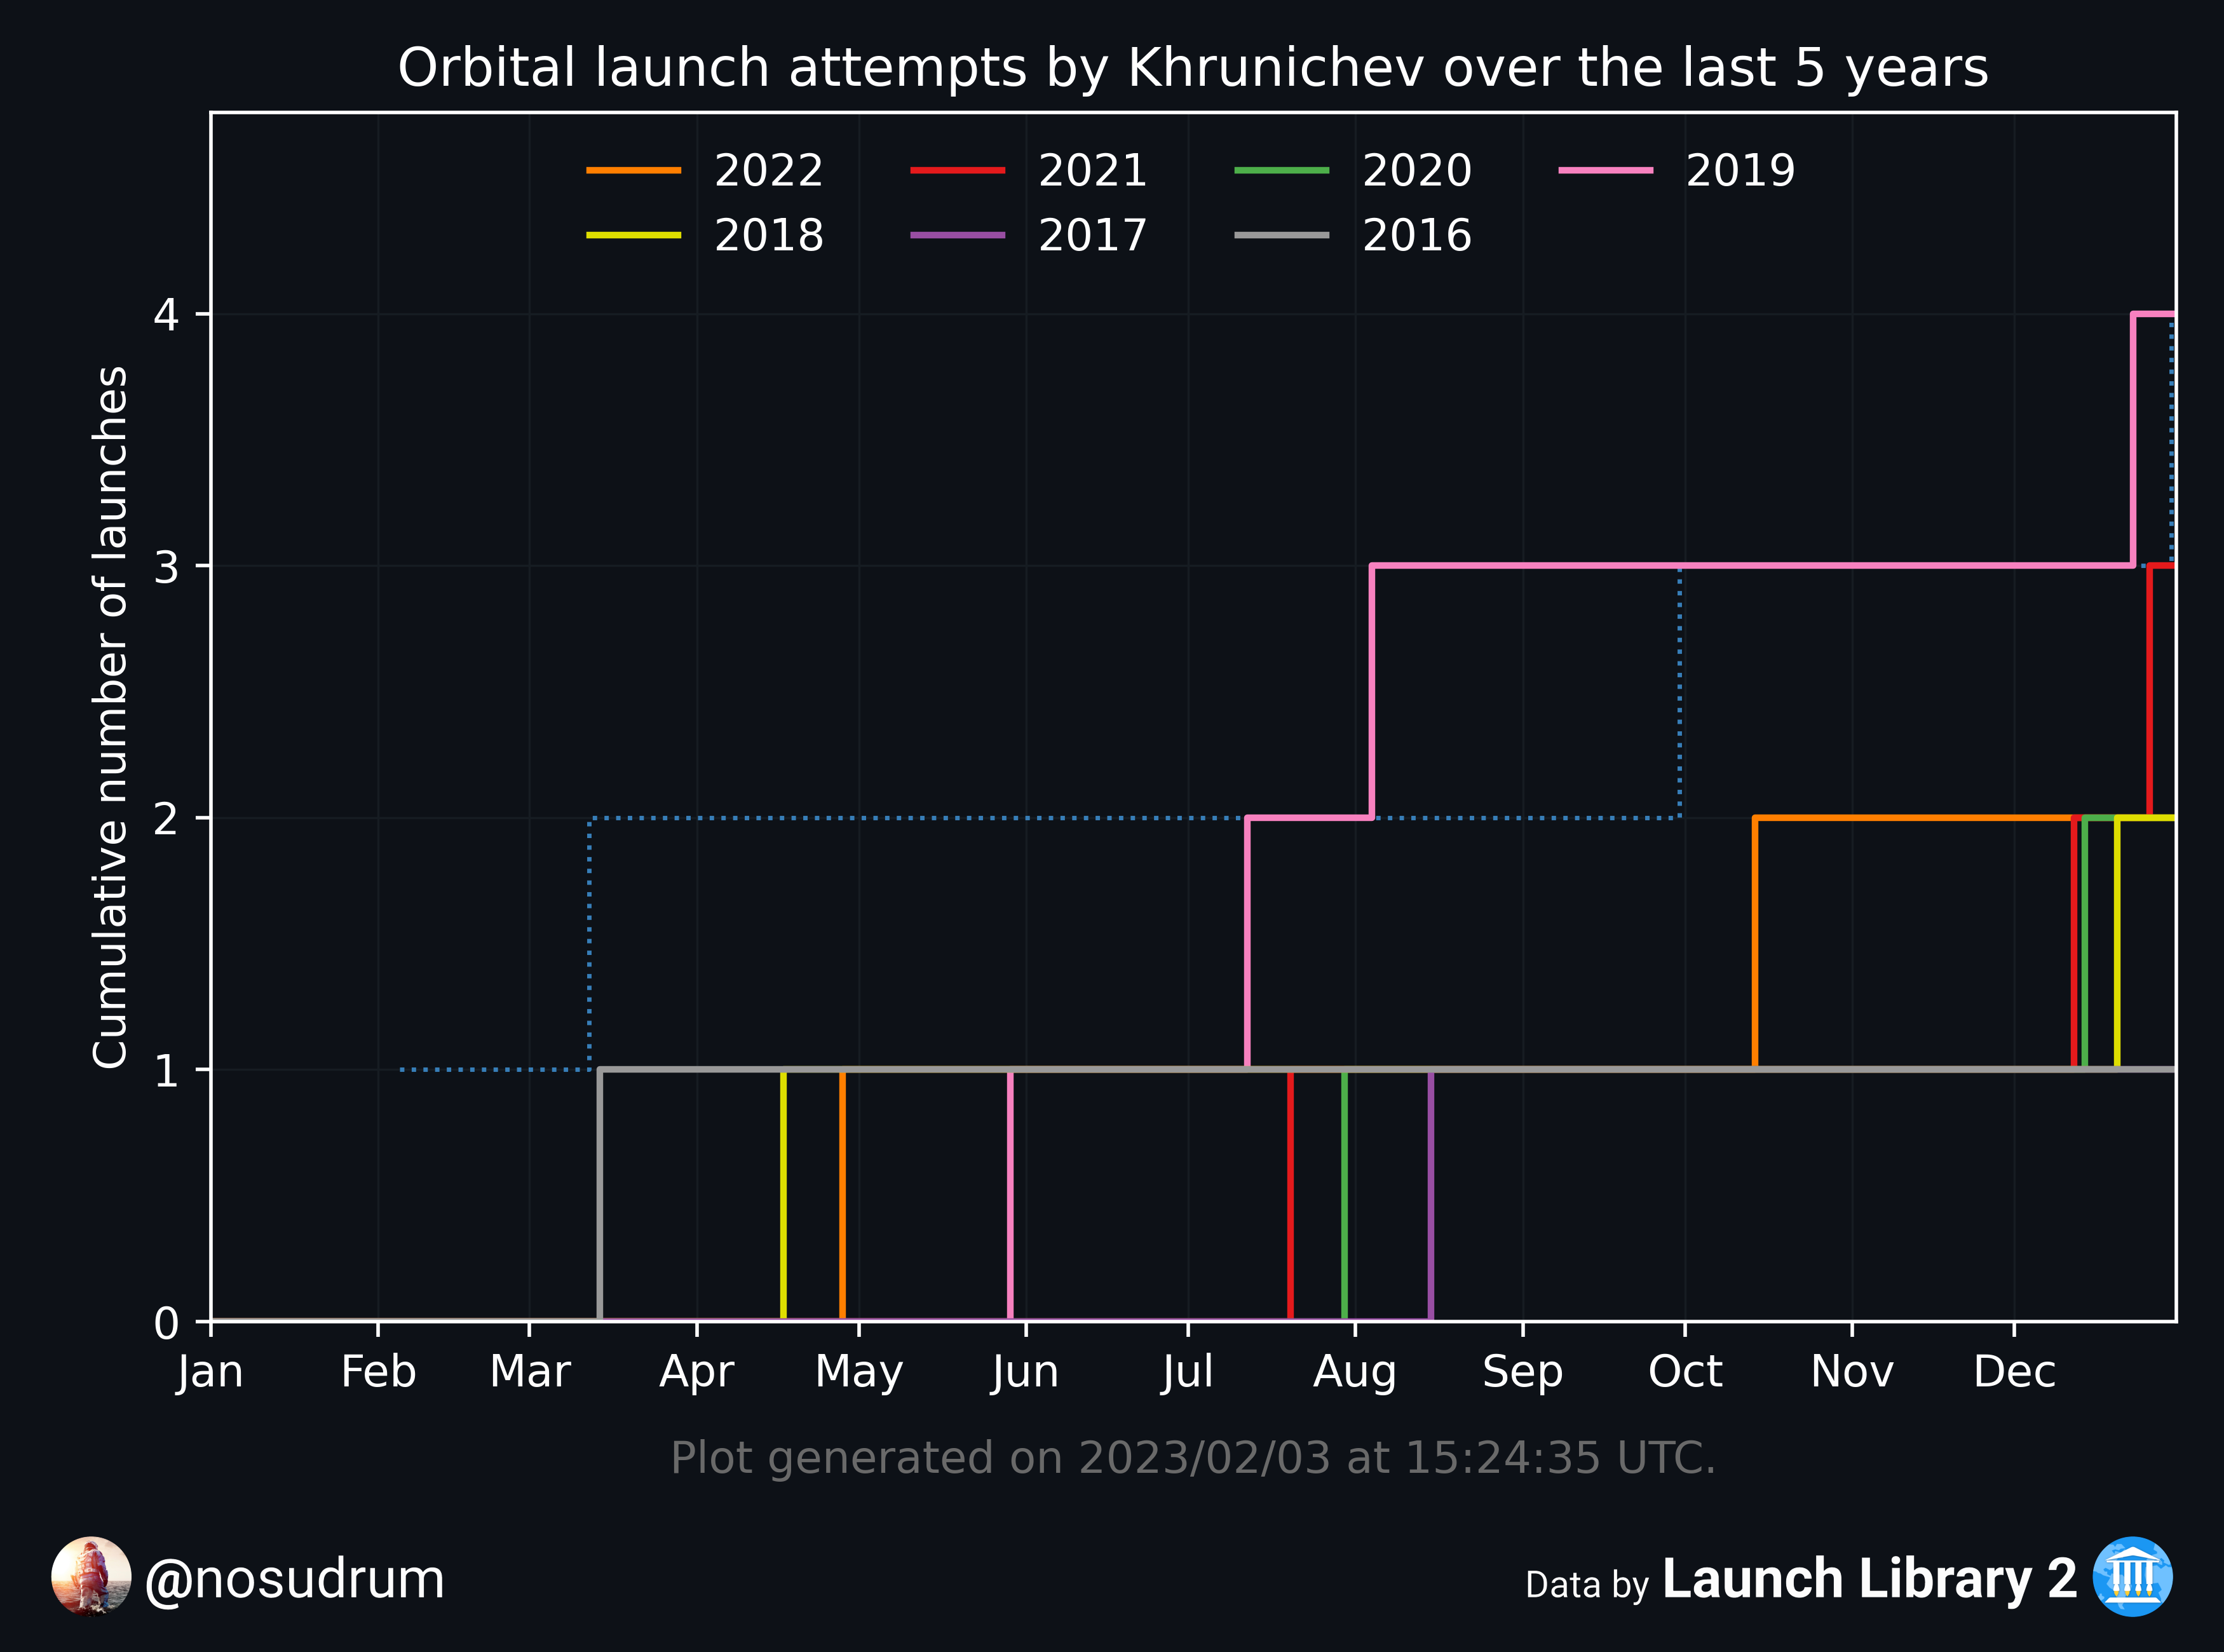 Orbital launch attempts by Khrunichev over the last 5 years
2022 2021 2020 2019
2018 2017 2016
Cumulative number of launches
4
3
2
1
0
Jan Feb Mar Apr May Jun Jul Aug Sep Oct Nov Dec
Plot generated on 2023/02/03 at 15:24:35 UTC.
@nosudrum
Data by Launch Library 2